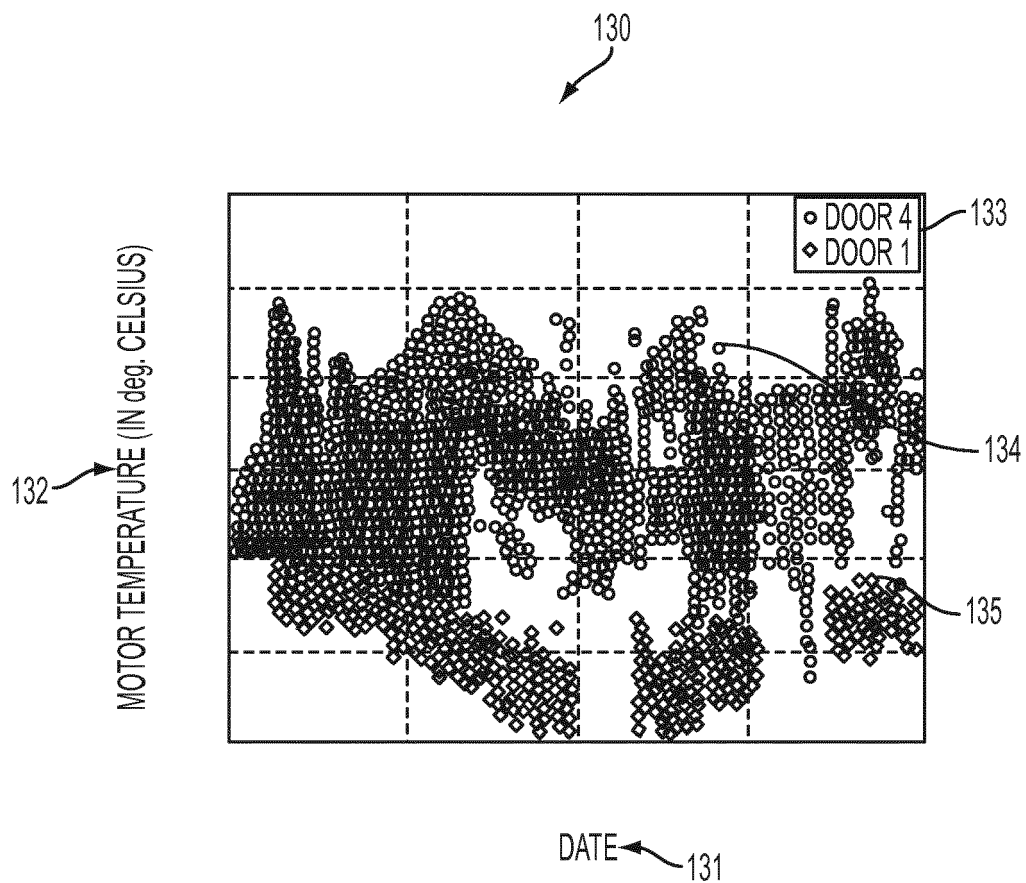 130
DOOR 4
DOOR 1
133
MOTOR TEMPERATURE (IN deg. CELSIUS)
132
134
135
DATE
131